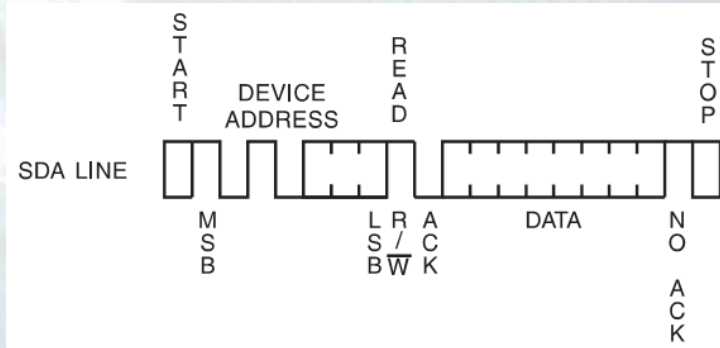 START
READ
STOP
DEVICE
ADDRESS
SDA LINE
MSB
LSB
R/W̅
ACK
DATA
NO ACK